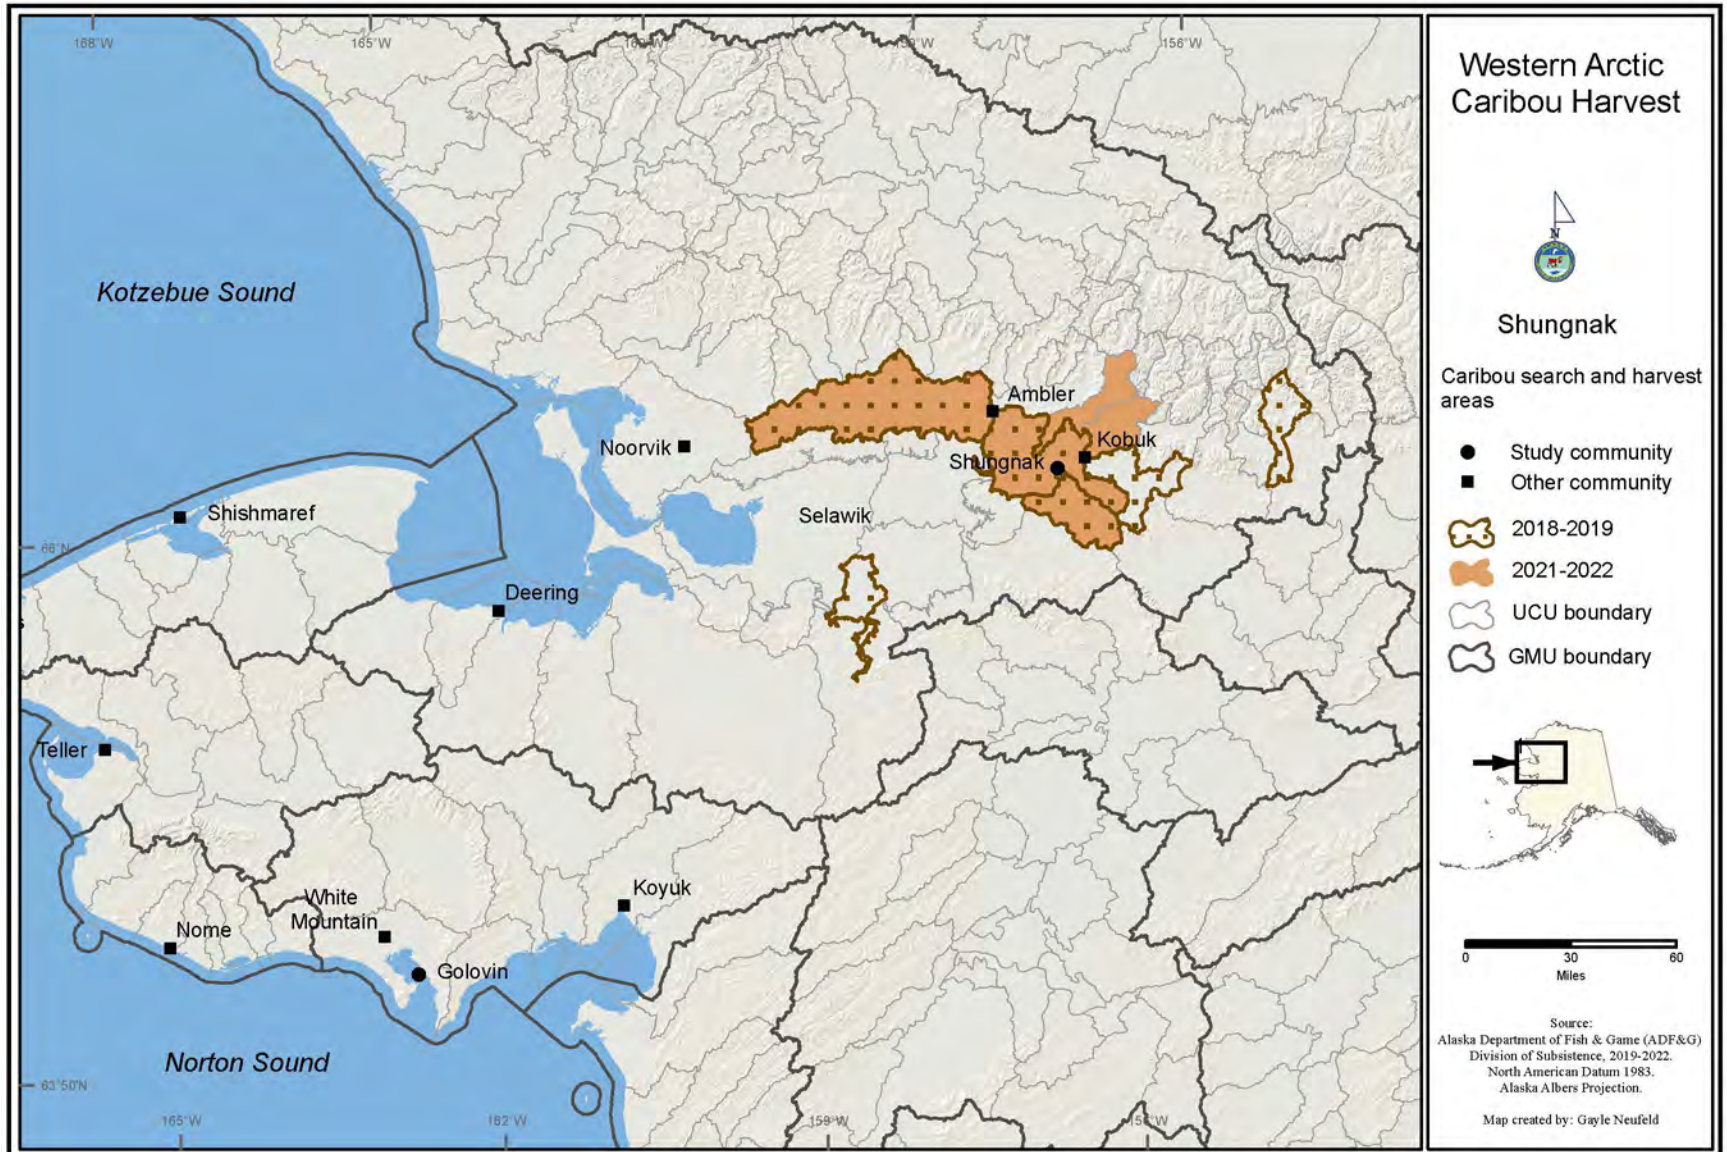 168°W
165°W
156°W
Kotzebue Sound
Ambler
Noorvik
Kobuk
Shungnak
Shishmaref
Selawik
66°N
Deering
s
Teller
White
Mountain
Koyuk
Nome
Golovin
Norton Sound
63°50'N
165°W
162°W
159°W
Western Arctic
Caribou Harvest
N
Shungnak
Caribou search and harvest
areas
Study community
Other community
2018-2019
2021-2022
UCU boundary
GMU boundary
0 30 60
Miles
Source:
Alaska Department of Fish & Game (ADF&G)
Division of Subsistence, 2019-2022.
North American Datum 1983.
Alaska Albers Projection.
Map created by: Gayle Neufeld